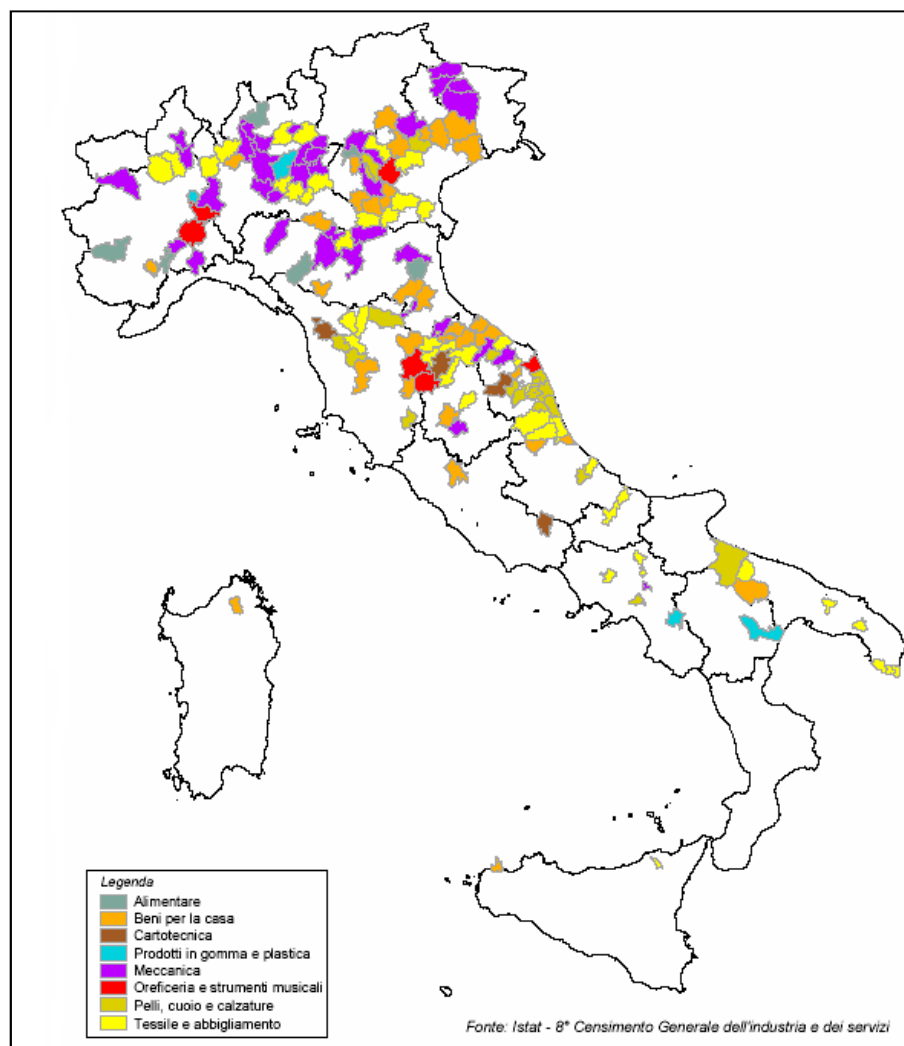 Legenda
Alimentare
Beni per la casa
Cartotecnica
Prodotti in gomma e plastica
Meccanica
Oreficeria e strumenti musicali
Pelli, cuoio e calzature
Tessile e abbigliamento
Fonte: Istat - 8° Censimento Generale dell'industria e dei servizi